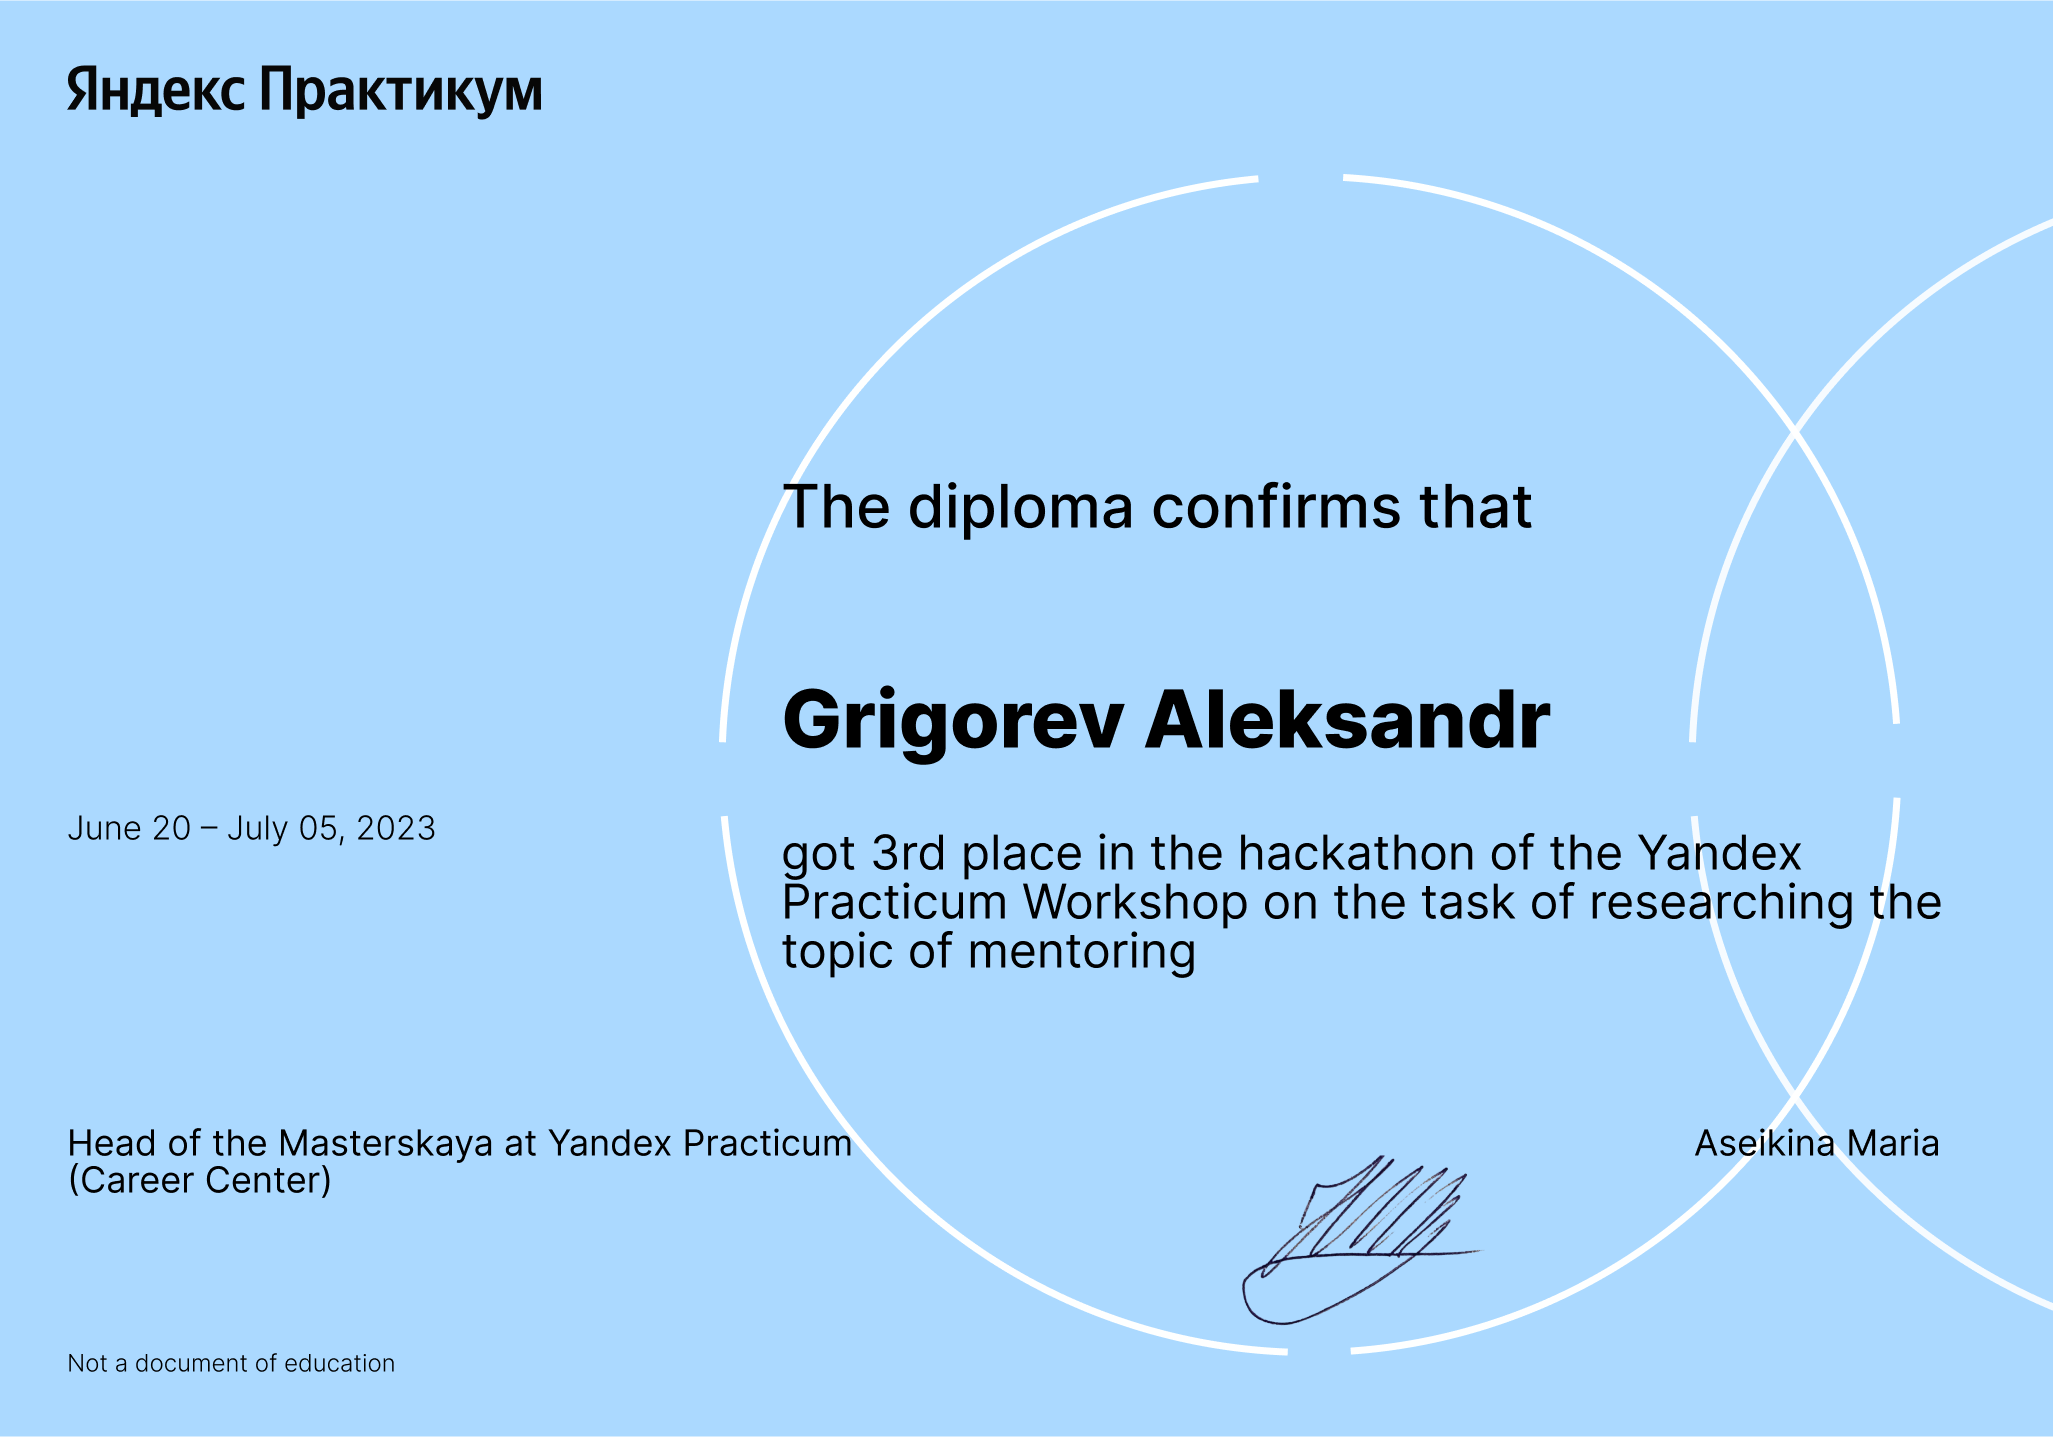 Яндекс Практикум
The diploma confirms that
Grigorev Aleksandr
June 20 – July 05, 2023
got 3rd place in the hackathon of the Yandex
Practicum Workshop on the task of researching the
topic of mentoring
Head of the Masterskaya at Yandex Practicum
(Career Center)
Aseikina Maria
Not a document of education